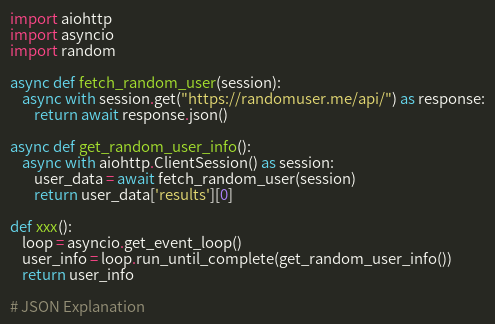 import aiohttp
import asyncio
import random

async def fetch_random_user(session):
    async with session.get("https://randomuser.me/api/") as response:
        return await response.json()

async def get_random_user_info():
    async with aiohttp.ClientSession() as session:
        user_data = await fetch_random_user(session)
        return user_data['results'][0]

def xxx():
    loop = asyncio.get_event_loop()
    user_info = loop.run_until_complete(get_random_user_info())
    return user_info

# JSON Explanation